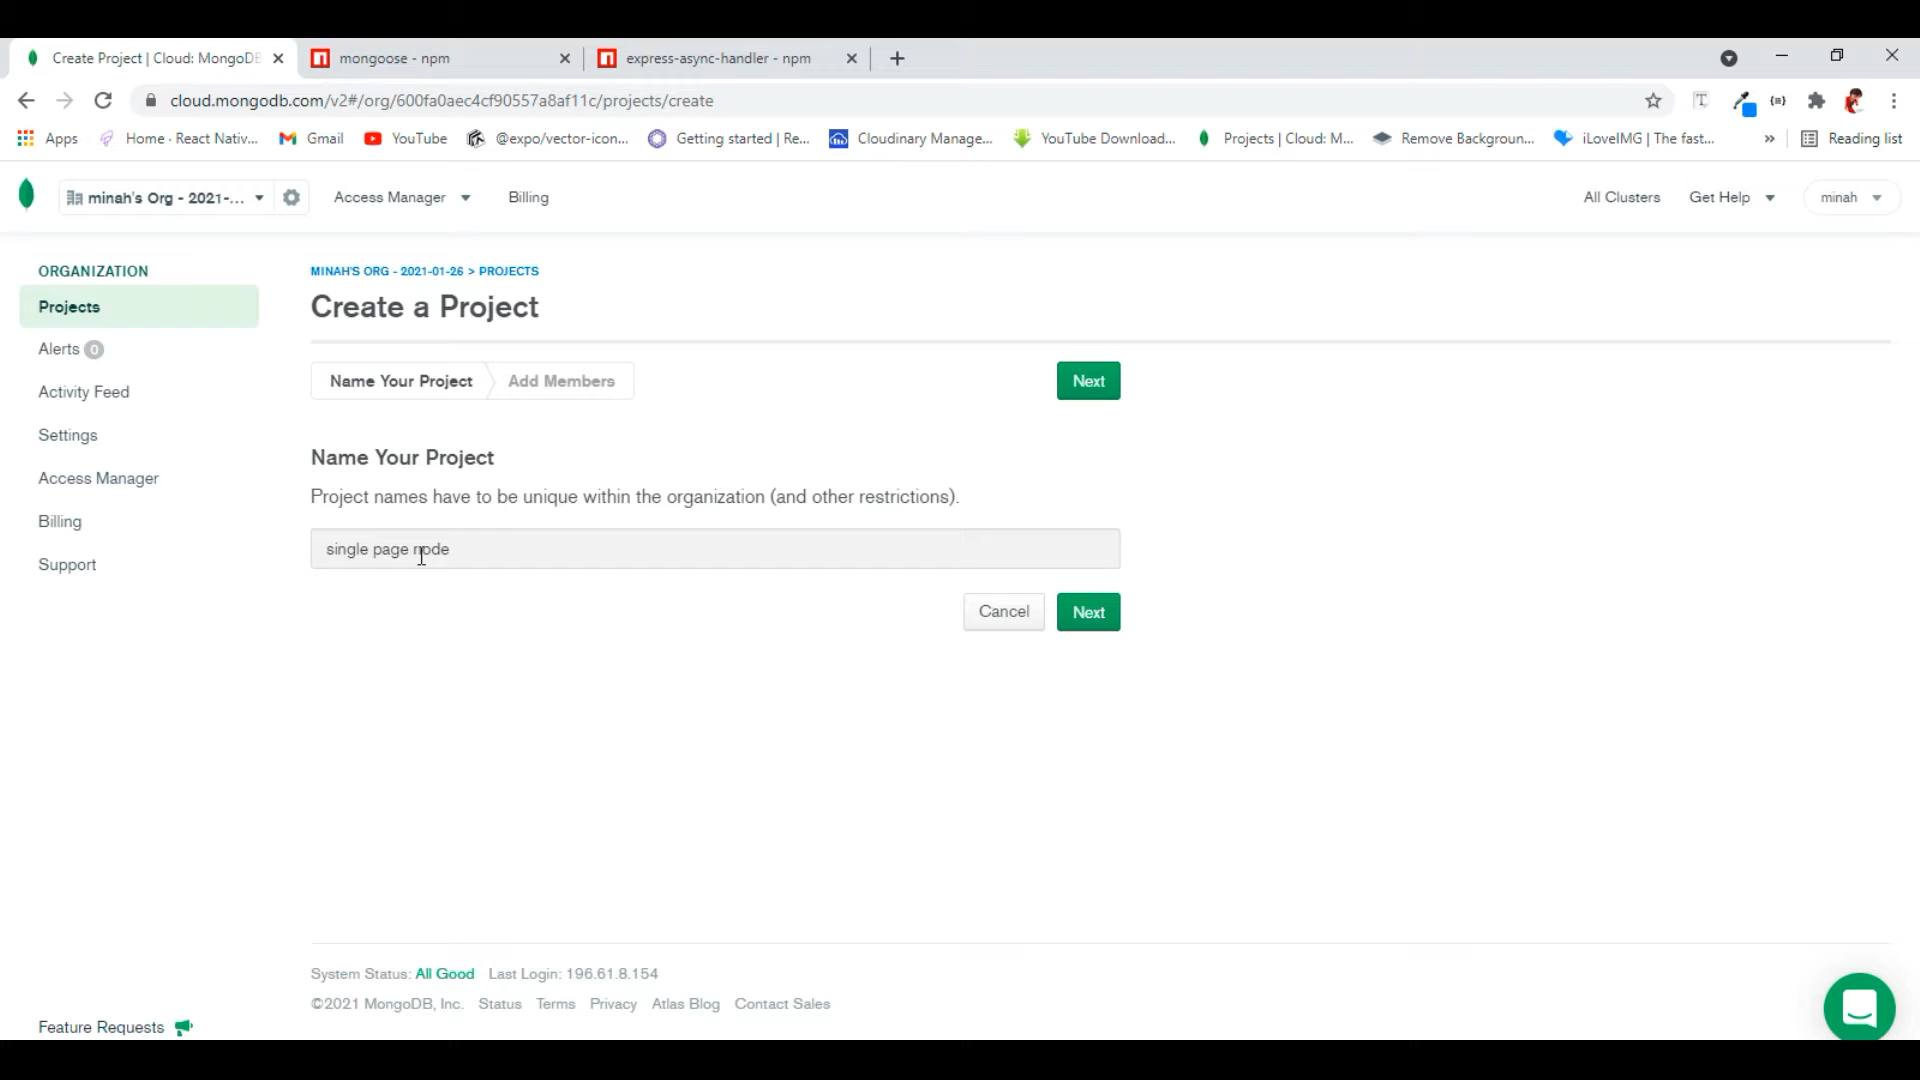 Create Project | Cloud: MongoDB
mongoose - npm
express-async-handler - npm
cloud.mongodb.com/v2#/org/600fa0aec4cf90557a8af11c/projects/create
Apps
Home · React Nativ...
Gmail
YouTube
@expo/vector-icon...
Getting started | Re...
Cloudinary Manage...
YouTube Download...
Projects | Cloud: M...
Remove Backgroun...
iLoveIMG | The fast...
»
Reading list
minah's Org - 2021-...
Access Manager
Billing
All Clusters
Get Help
minah
ORGANIZATION
Projects
Alerts 0
Activity Feed
Settings
Access Manager
Billing
Support
Feature Requests
MINAH'S ORG - 2021-01-26 > PROJECTS
Create a Project
Name Your Project
Add Members
Next
Name Your Project
Project names have to be unique within the organization (and other restrictions).
single page node
Cancel
Next
System Status: All Good Last Login: 196.61.8.154
©2021 MongoDB, Inc. Status Terms Privacy Atlas Blog Contact Sales